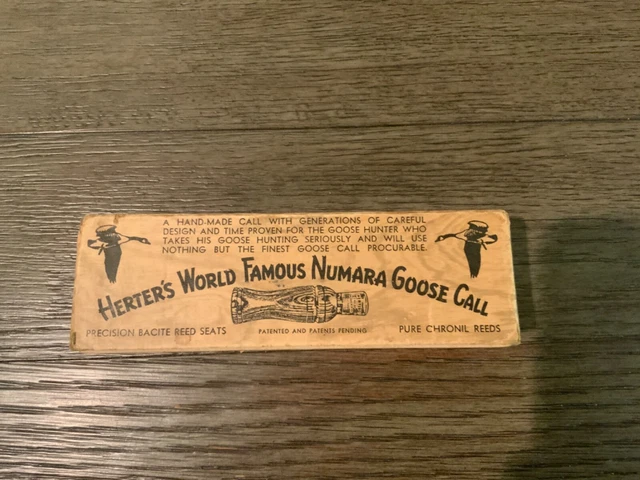 A HAND-MADE CALL WITH GENERATIONS OF CAREFUL
DESIGN AND TIME PROVEN FOR THE GOOSE HUNTER WHO
TAKES HIS GOOSE HUNTING SERIOUSLY AND WILL USE
NOTHING BUT THE FINEST GOOSE CALL PROCURABLE.
HERTER'S WORLD FAMOUS NUMARA GOOSE CALL
PRECISION BACITE REED SEATS
PATENTED AND PATENTS PENDING
PURE CHRONIL REEDS